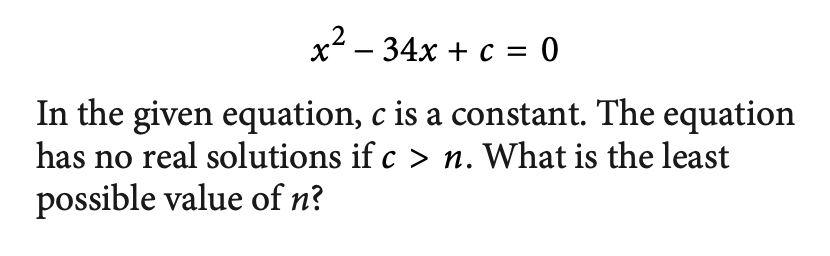 x² − 34x + c = 0
In the given equation, c is a constant. The equation
has no real solutions if c > n. What is the least
possible value of n?